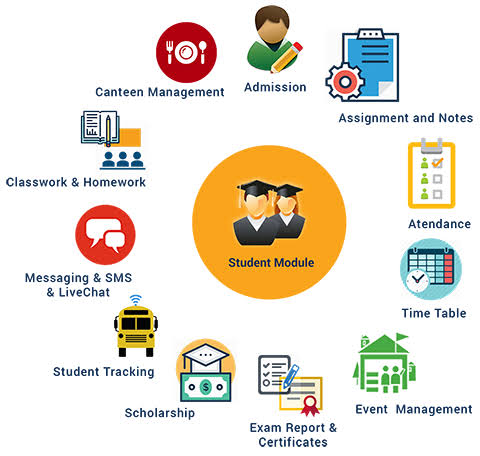 Canteen Management
Admission
Assignment and Notes
Classwork & Homework
Atendance
Student Module
Messaging & SMS
& LiveChat
Time Table
Student Tracking
Scholarship
Event Management
Exam Report &
Certificates